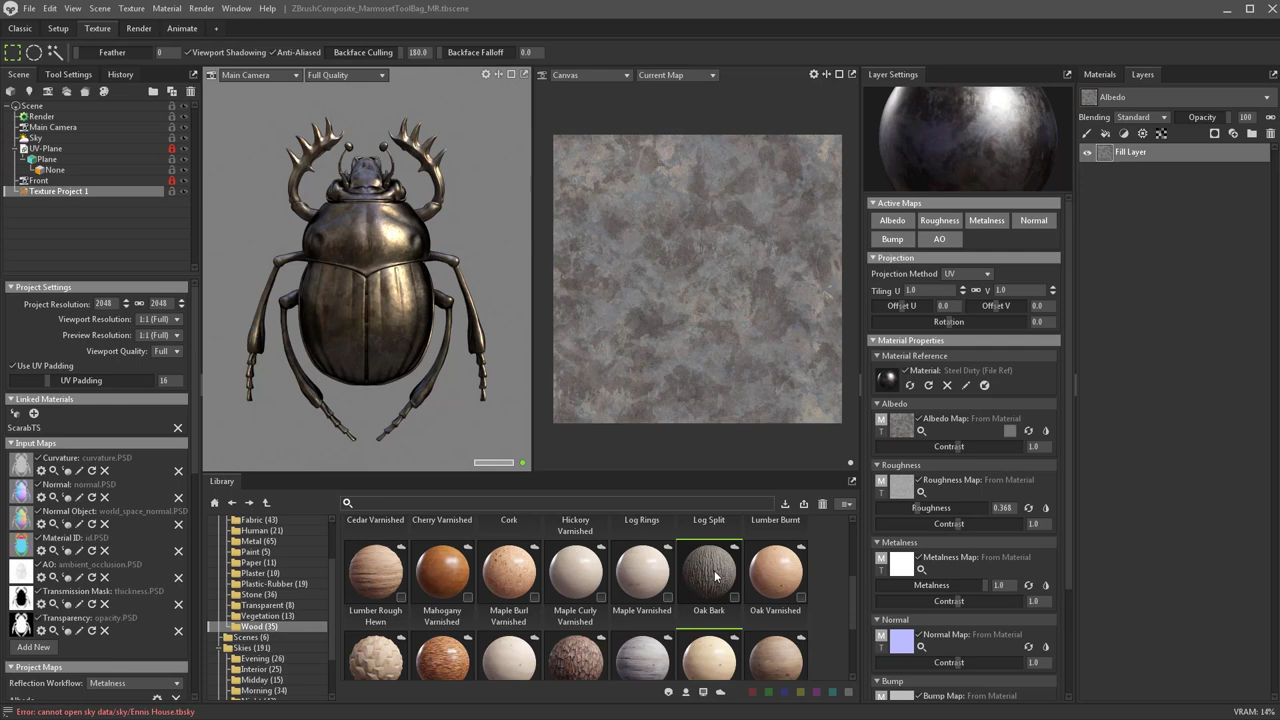 File Edit View Scene Texture Material Render Window Help ZBrushComposite_MarmosetToolBag_MR.tbscene
Classic Setup Texture Render Animate +
Feather 0 Viewport Shadowing Anti-Aliased Backface Culling 180.0 Backface Falloff 0.0
Scene Tool Settings History
Scene
Render
Main Camera
Sky
UV-Plane
Plane
None
Front
Texture Project 1
Project Settings
Project Resolution: 2048 2048
Viewport Resolution: 1:1 (Full)
Preview Resolution: 1:1 (Full)
Viewport Quality: Full
Use UV Padding
UV Padding 16
Linked Materials
ScarabTS
Input Maps
Curvature: curvature.PSD
Normal: normal.PSD
Normal Object: world_space_normal.PSD
Material ID: id.PSD
AO: ambient_occlusion.PSD
Transmission Mask: thickness.PSD
Transparency: opacity.PSD
Add New
Project Maps
Reflection Workflow: Metalness
Main Camera Full Quality
Canvas Current Map
Library
Fabric (43)
Human (21)
Metal (65)
Paint (5)
Paper (11)
Plaster (10)
Plastic-Rubber (19)
Stone (36)
Transparent (8)
Vegetation (13)
Wood (35)
Scenes (6)
Skies (191)
Evening (26)
Interior (25)
Midday (15)
Morning (34)
Cedar Varnished Cherry Varnished Cork Hickory Varnished Log Rings Log Split Lumber Burnt
Lumber Rough Hewn Mahogany Varnished Maple Burl Varnished Maple Curly Varnished Maple Varnished Oak Bark Oak Varnished
Layer Settings
Active Maps
Albedo Roughness Metalness Normal
Bump AO
Projection
Projection Method UV
Tiling U 1.0 V 1.0
Offset U 0.0 Offset V 0.0
Rotation 0.0
Material Properties
Material Reference
Material: Steel Dirty (File Ref)
Albedo
M
T
Albedo Map: From Material
Contrast 1.0
Roughness
M
T
Roughness Map: From Material
Roughness 0.368
Contrast 1.0
Metalness
M
T
Metalness Map: From Material
Metalness 1.0
Contrast 1.0
Normal
M
T
Normal Map: From Material
Contrast 1.0
Bump
M
Bump Map: From Material
Materials Layers
Albedo
Blending Standard Opacity 100
Fill Layer
Error: cannot open sky data/sky/Ennis House.tbsky
VRAM: 14%